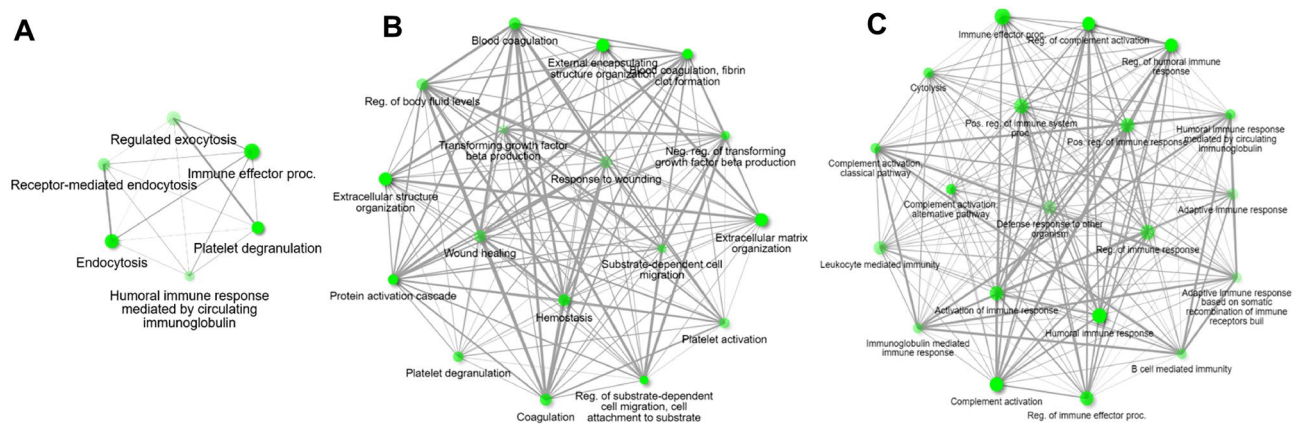 A
Regulated exocytosis
Immune effector proc.
Receptor-mediated endocytosis
Platelet degranulation
Endocytosis
Humoral immune response
mediated by circulating
immunoglobulin
B
Blood coagulation
External encapsulating
structure organization
Blood coagulation, fibrin
clot formation
Reg. of body fluid levels
Transforming growth factor
beta production
Neg. reg. of transforming
growth factor beta production
Response to wounding
Extracellular structure
organization
Extracellular matrix
organization
Wound healing
Substrate-dependent cell
migration
Protein activation cascade
Hemostasis
Platelet activation
Platelet degranulation
Reg. of substrate-dependent
cell migration, cell
attachment to substrate
Coagulation
C
Immune effector proc.
Reg. of complement activation
Reg. of humoral immune
response
Cytolysis
Pos. reg. of immune system
proc.
Pos. reg. of immune response
Humoral immune response
mediated by circulating
immunoglobulin
Complement activation,
classical pathway
Complement activation,
alternative pathway
Adaptive immune response
Defense response to other
organism
Reg. of immune response
Leukocyte mediated immunity
Adaptive immune response
based on somatic
recombination of immune
receptors buil
Activation of immune response
Humoral immune response
Immunoglobulin mediated
immune response
B cell mediated immunity
Complement activation
Reg. of immune effector proc.